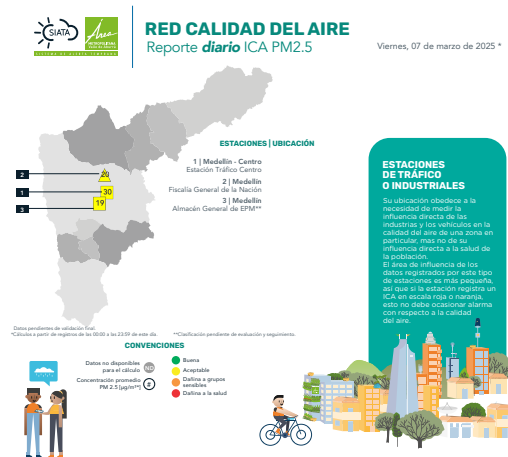 SIATA
Área
METROPOLITANA
Valle de Aburrá
RED CALIDAD DEL AIRE
Reporte diario ICA PM2.5
Viernes, 07 de marzo de 2025 *
ESTACIONES | UBICACIÓN
1 | Medellín - Centro
Estación Tráfico Centro
2 | Medellín
Fiscalía General de la Nación
3 | Medellín
Almacén General de EPM**
2
20
1
30
3
19
ESTACIONES
DE TRÁFICO
O INDUSTRIALES
Su ubicación obedece a la
necesidad de medir la
influencia directa de las
industrias y los vehículos en la
calidad del aire de una zona en
particular, mas no de su
influencia directa a la salud de
la población.
El área de influencia de los
datos registrados por este tipo
de estaciones es más pequeña,
así que si la estación registra un
ICA en escala roja o naranja,
esto no debe ocasionar alarma
con respecto a la calidad
del aire.
Datos pendientes de validación final.
*Cálculos a partir de registros de las 00:00 a las 23:59 de este día.
**Clasificación pendiente de evaluación y seguimiento.
CONVENCIONES
Datos no disponibles
para el cálculo
ND
Concentración promedio
PM 2.5 (µg/m³)
#
Buena
Aceptable
Dañina a grupos
sensibles
Dañina a la salud